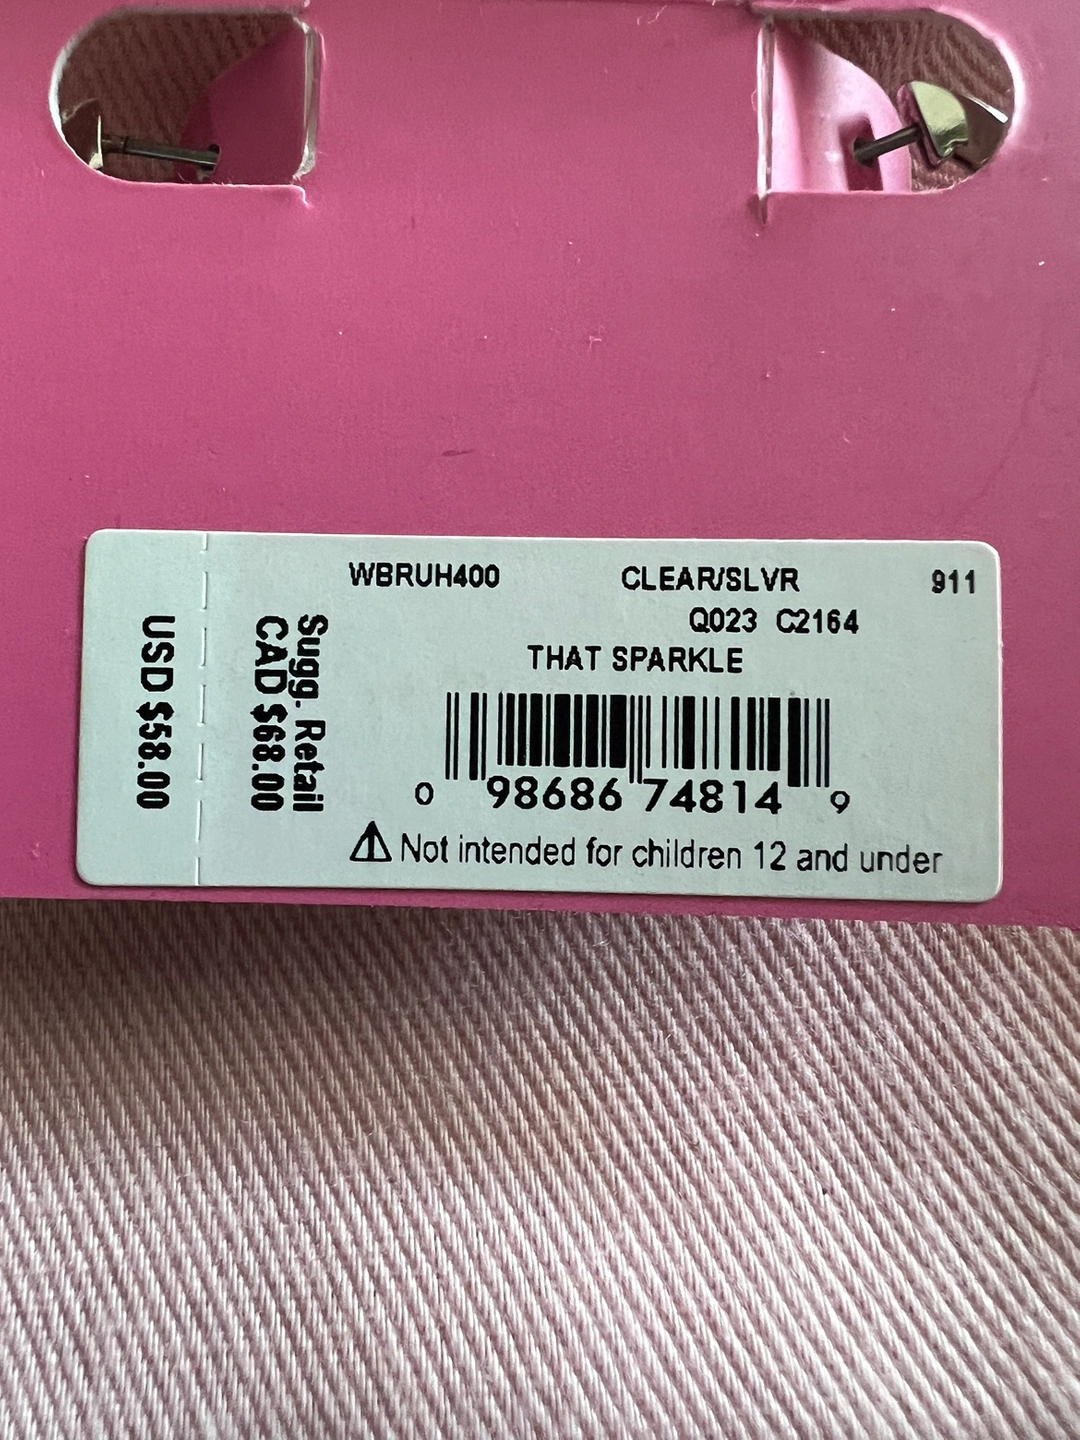 WBRUH400 CLEAR/SLVR 911
Q023 C2164
THAT SPARKLE
0 98686 74814 9
Not intended for children 12 and under
Sugg. Retail
CAD $68.00
USD $58.00